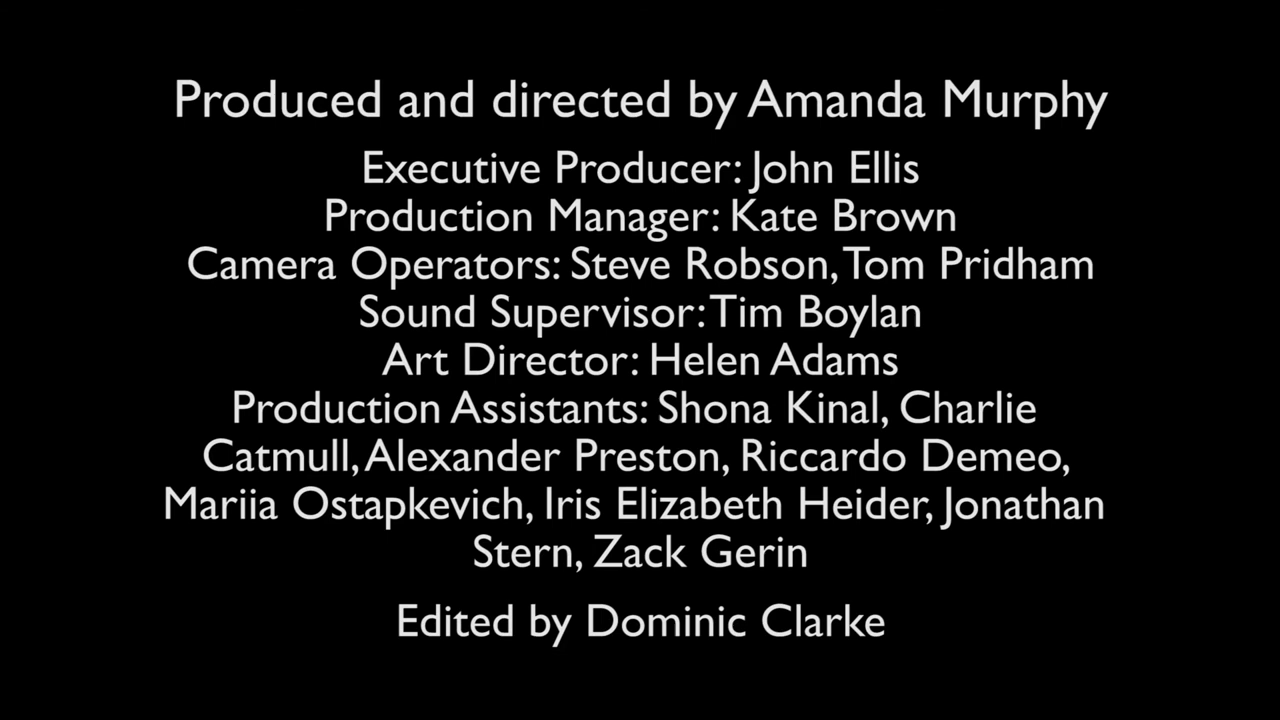 Produced and directed by Amanda Murphy
Executive Producer: John Ellis
Production Manager: Kate Brown
Camera Operators: Steve Robson, Tom Pridham
Sound Supervisor: Tim Boylan
Art Director: Helen Adams
Production Assistants: Shona Kinal, Charlie
Catmull, Alexander Preston, Riccardo Demeo,
Mariia Ostapkevich, Iris Elizabeth Heider, Jonathan
Stern, Zack Gerin
Edited by Dominic Clarke